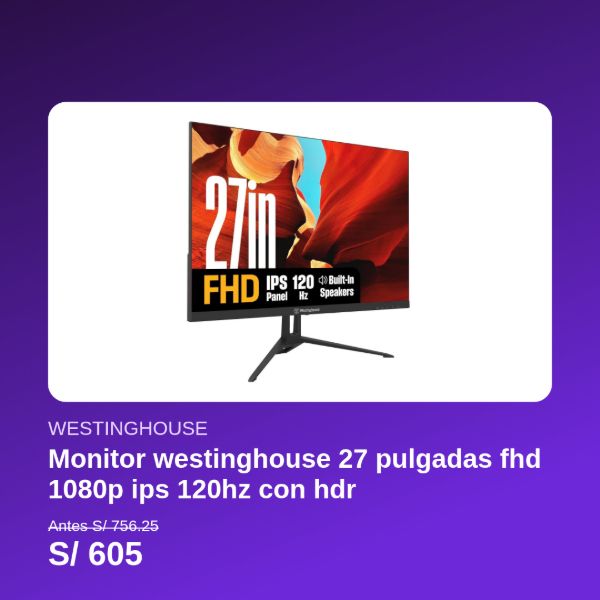 27in
FHD IPS Panel 120 Hz Built-In Speakers
Westinghouse
WESTINGHOUSE
Monitor westinghouse 27 pulgadas fhd
1080p ips 120hz con hdr
Antes S/ 756.25
S/ 605